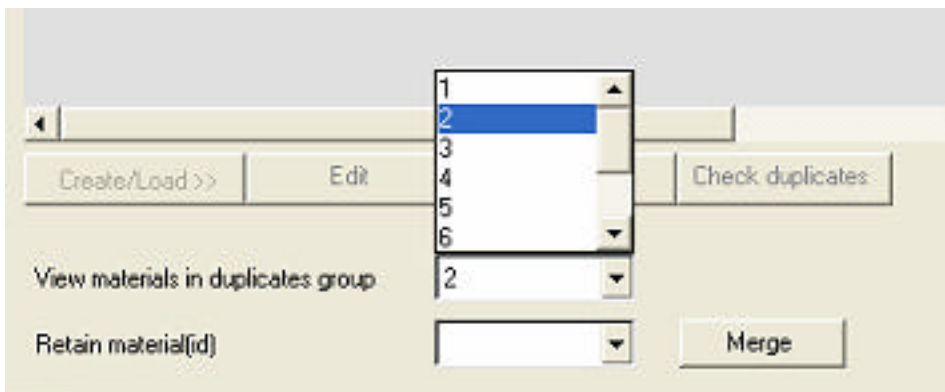 1
2
3
4
5
6
Create/Load >>
Edit
Check duplicates
View materials in duplicates group
2
Retain material(id)
Merge